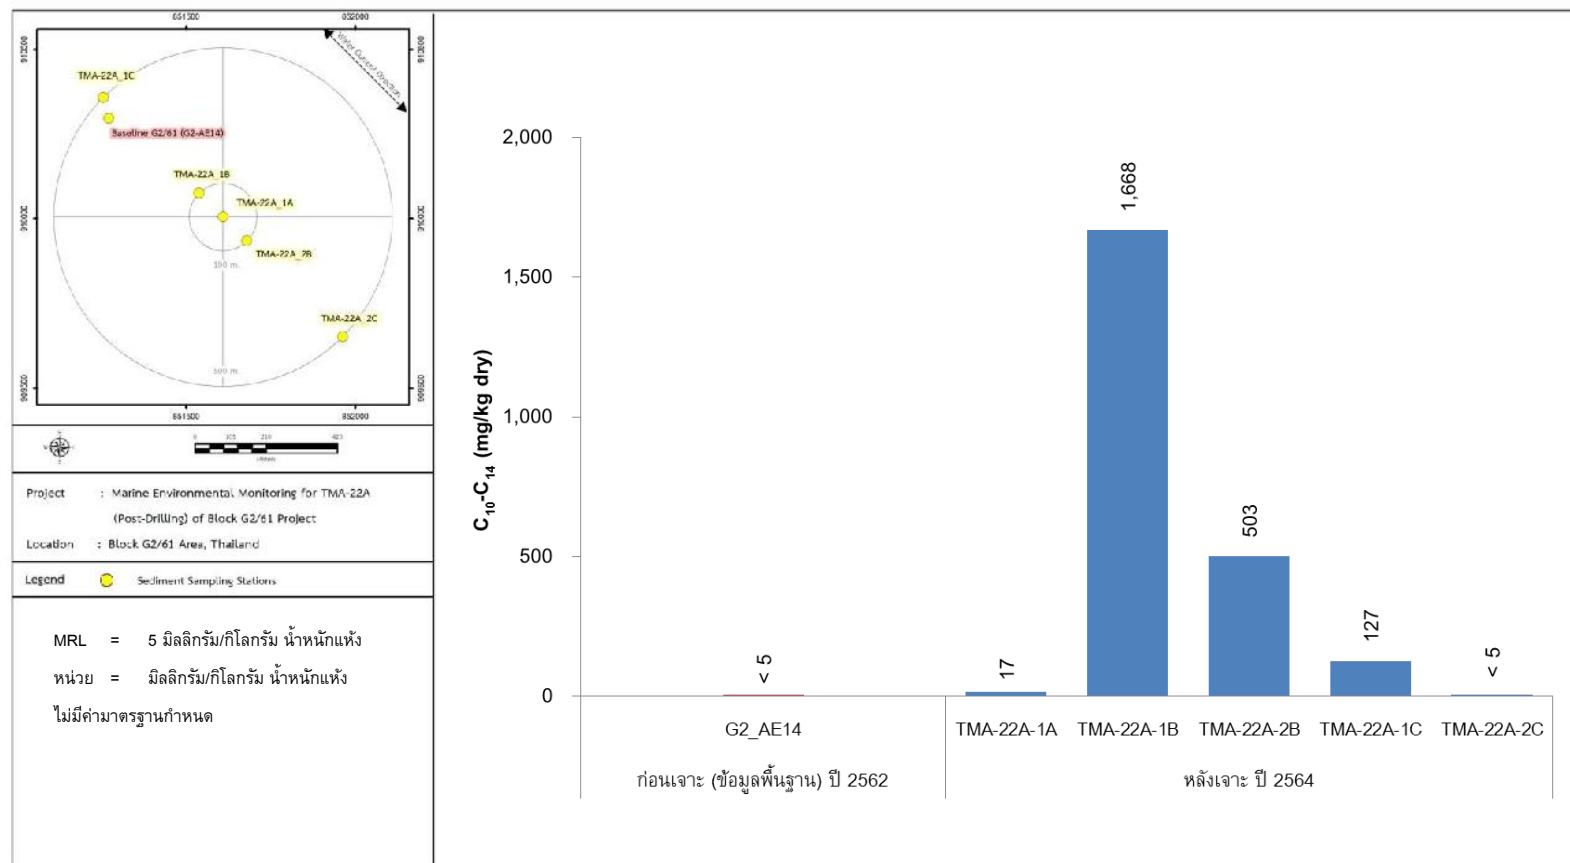 851500 852000
Water Current Direction
TMA-22A_1C
Baseline G2/61 (G2-AE14)
TMA-22A_1B
TMA-22A_1A
TMA-22A_2B
100 m.
TMA-22A_2C
500 m.
851500 852000
Project : Marine Environmental Monitoring for TMA-22A
(Post-Drilling) of Block G2/61 Project
Location : Block G2/61 Area, Thailand
Legend Sediment Sampling Stations
MRL = 5 มิลลิกรัม/กิโลกรัม น้ำหนักแห้ง
หน่วย = มิลลิกรัม/กิโลกรัม น้ำหนักแห้ง
ไม่มีค่ามาตรฐานกำหนด
C10-C14 (mg/kg dry)
2,000
1,500
1,000
500
0
< 5
17
1,668
503
127
< 5
G2_AE14 TMA-22A-1A TMA-22A-1B TMA-22A-2B TMA-22A-1C TMA-22A-2C
ก่อนเจาะ (ข้อมูลพื้นฐาน) ปี 2562 หลังเจาะ ปี 2564